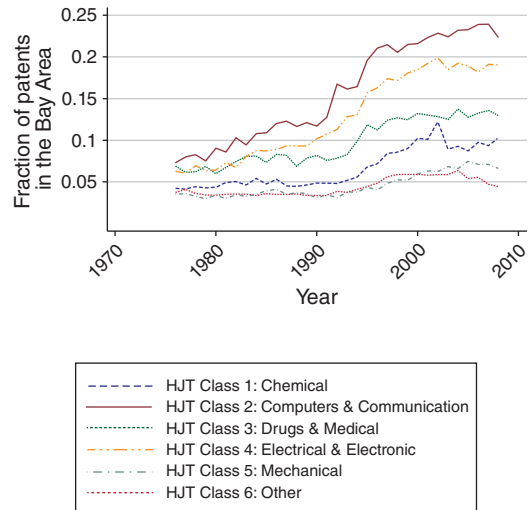 Fraction of patents
in the Bay Area
0.25
0.2
0.15
0.1
0.05
1970
1980
1990
2000
2010
Year
HJT Class 1: Chemical
HJT Class 2: Computers & Communication
HJT Class 3: Drugs & Medical
HJT Class 4: Electrical & Electronic
HJT Class 5: Mechanical
HJT Class 6: Other